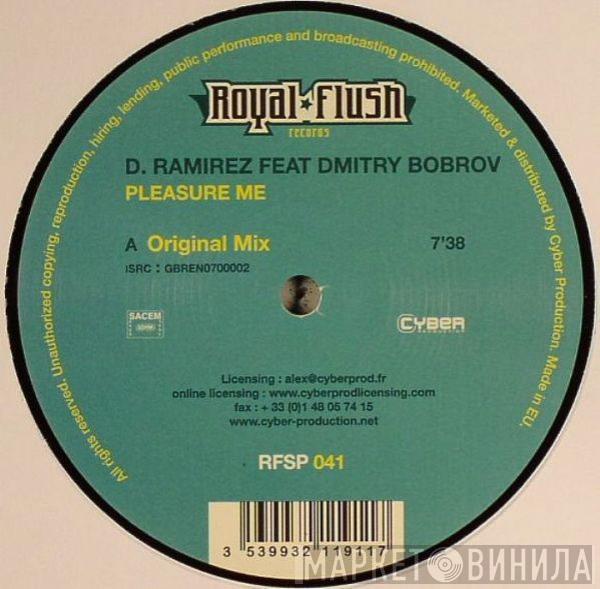 All rights reserved. Unauthorized copying, reproduction, hiring, lending, public performance and broadcasting prohibited. Marketed & distributed by Cyber Production. Made in EU.
Royal★Flush
records
D. RAMIREZ FEAT DMITRY BOBROV
PLEASURE ME
A Original Mix 7'38
ISRC : GBREN0700002
SACEM
SDRM
CYBER
PRODUCTION
Licensing : alex@cyberprod.fr
online licensing : www.cyberprodlicensing.com
fax : + 33 (0)1 48 05 74 15
www.cyber-production.net
RFSP 041
3 539932 119117
МАРКЕТ ВИНИЛА